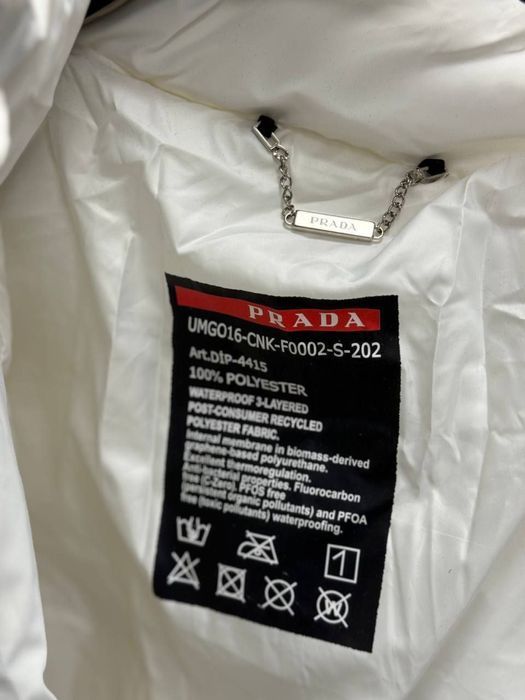 PRADA
PRADA
UMG016-CNK-F0002-S-202
Art.DIP-4415
100% POLYESTER
WATERPROOF 3-LAYERED
POST-CONSUMER RECYCLED
POLYESTER FABRIC.
Internal membrane in biomass-derived
graphene-based polyurethane.
Excellent thermoregulation.
Anti-bacterial properties. Fluorocarbon
free (C-Zero), PFOS free
(persistent organic pollutants) and PFOA
free (toxic pollutants) waterproofing.
1
W